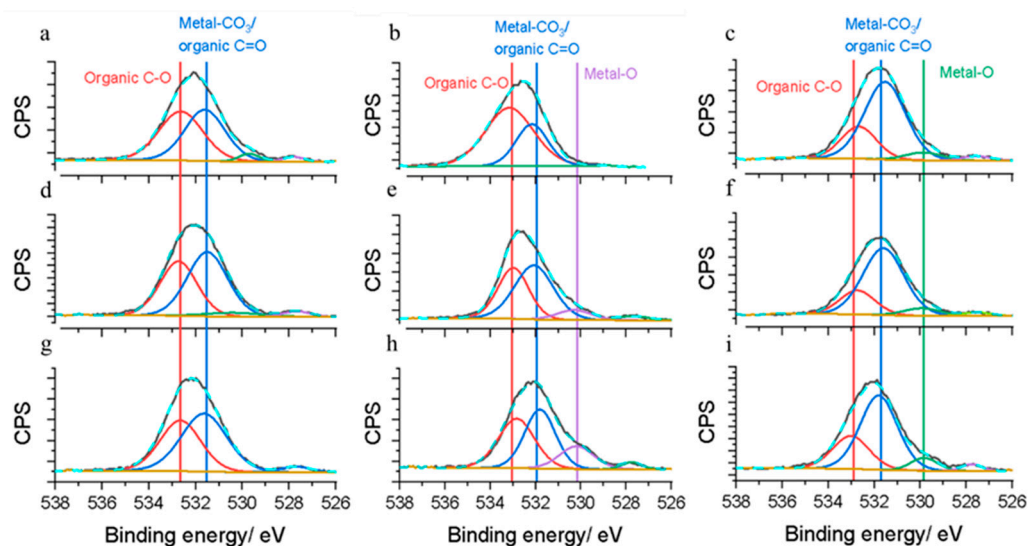 a
Metal-CO₃/
organic C=O
Organic C-O
CPS
b
Metal-CO₃/
organic C=O
Organic C-O
Metal-O
CPS
c
Metal-CO₃/
organic C=O
Organic C-O
Metal-O
CPS
d
CPS
e
CPS
f
CPS
g
CPS
h
CPS
i
CPS
538 536 534 532 530 528 526
538 536 534 532 530 528 526
538 536 534 532 530 528 526
Binding energy/ eV
Binding energy/ eV
Binding energy/ eV